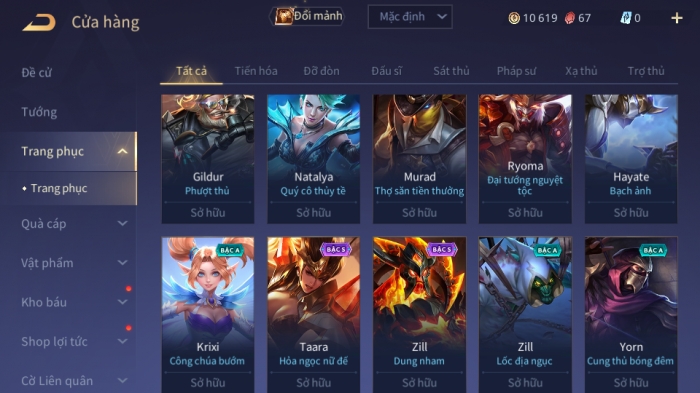 Cửa hàng
Đổi mảnh
Mặc định
10 619
67
0
Đề cử
Tướng
Trang phục
Trang phục
Quà cáp
Vật phẩm
Kho báu
Shop lợi tức
Cờ Liên quân
Tất cả Tiến hóa Đỡ đòn Đấu sĩ Sát thủ Pháp sư Xạ thủ Trợ thủ
Gildur
Phượt thủ
Sở hữu
Natalya
Quý cô thủy tề
Sở hữu
Murad
Thợ săn tiền thưởng
Sở hữu
Ryoma
Đại tướng nguyệt
tộc
Sở hữu
Hayate
Bạch ảnh
Sở hữu
BẬC A
Krixi
Công chúa bướm
Sở hữu
BẬC S
Taara
Hỏa ngọc nữ đế
Sở hữu
BẬC S
Zill
Dung nham
Sở hữu
BẬC A
Zill
Lốc địa ngục
Sở hữu
BẬC A
Yorn
Cung thủ bóng đêm
Sở hữu